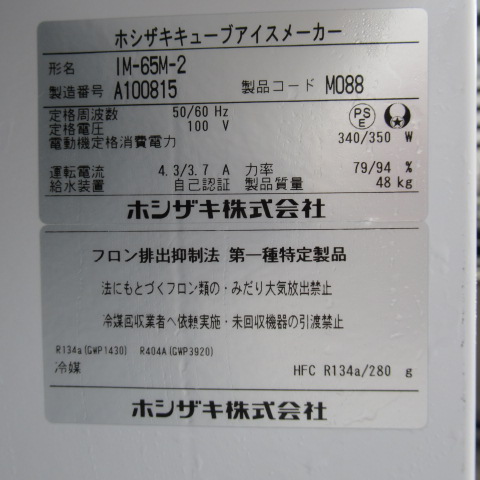 ホシザキキューブアイスメーカー
形名 IM-65M-2
製造番号 A100815 製品コード M088
定格周波数 50/60 Hz
定格電圧 100 V
PSE
電動機定格消費電力 340/350 W
運転電流 4.3/3.7 A 力率 79/94 %
給水装置 自己認証 製品質量 48 kg
ホシザキ株式会社
フロン排出抑制法 第一種特定製品
法にもとづくフロン類の・みだり大気放出禁止
冷媒回収業者へ依頼実施・未回収機器の引渡禁止
R134a(GWP1430) R404A(GWP3920)
冷媒 HFC R134a/280 g
ホシザキ株式会社